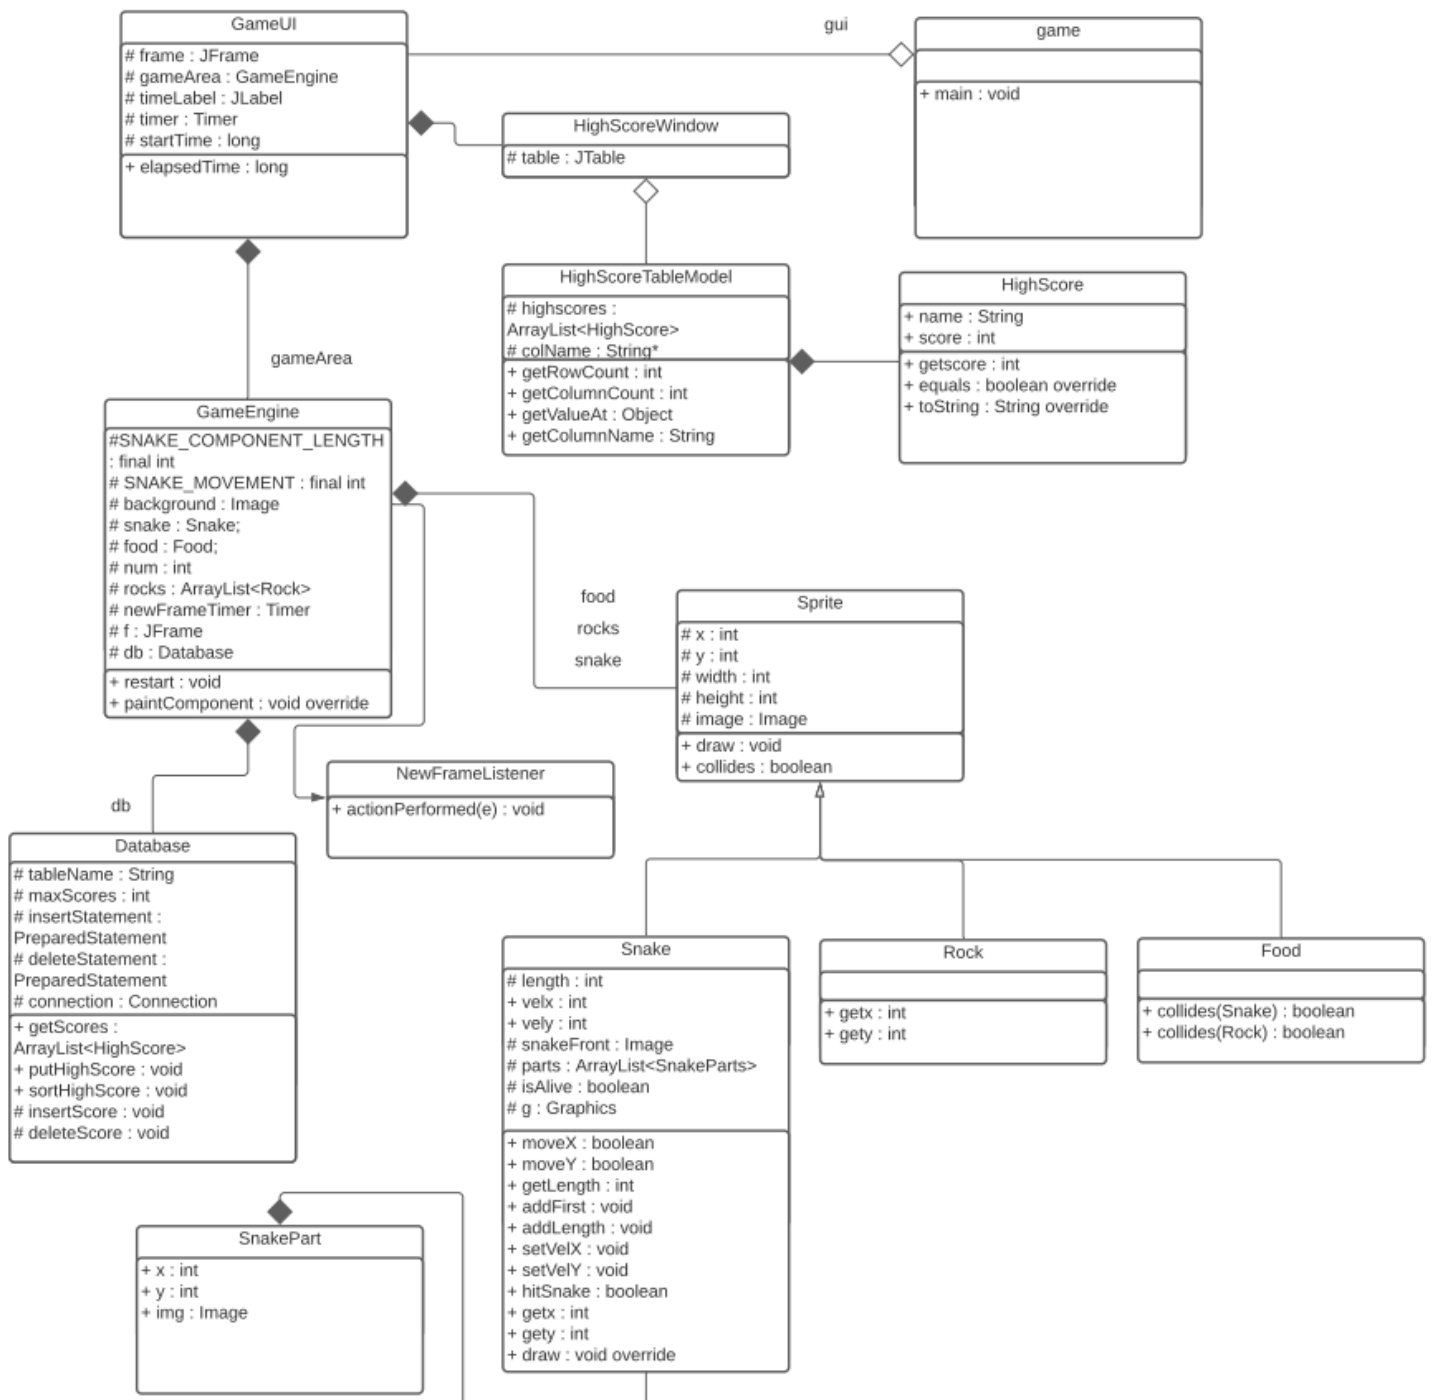 GameUI
# frame : JFrame
# gameArea : GameEngine
# timeLabel : JLabel
# timer : Timer
# startTime : long
+ elapsedTime : long
gui
game
+ main : void
HighScoreWindow
# table : JTable
HighScoreTableModel
# highscores :
ArrayList<HighScore>
# colName : String*
+ getRowCount : int
+ getColumnCount : int
+ getValueAt : Object
+ getColumnName : String
HighScore
+ name : String
+ score : int
+ getscore : int
+ equals : boolean override
+ toString : String override
gameArea
GameEngine
#SNAKE_COMPONENT_LENGTH
: final int
# SNAKE_MOVEMENT : final int
# background : Image
# snake : Snake;
# food : Food;
# num : int
# rocks : ArrayList<Rock>
# newFrameTimer : Timer
# f : JFrame
# db : Database
+ restart : void
+ paintComponent : void override
food
rocks
snake
Sprite
# x : int
# y : int
# width : int
# height : int
# image : Image
+ draw : void
+ collides : boolean
NewFrameListener
+ actionPerformed(e) : void
db
Database
# tableName : String
# maxScores : int
# insertStatement :
PreparedStatement
# deleteStatement :
PreparedStatement
# connection : Connection
+ getScores :
ArrayList<HighScore>
+ putHighScore : void
+ sortHighScore : void
# insertScore : void
# deleteScore : void
Snake
# length : int
+ velx : int
+ vely : int
# snakeFront : Image
# parts : ArrayList<SnakeParts>
# isAlive : boolean
# g : Graphics
+ moveX : boolean
+ moveY : boolean
+ getLength : int
+ addFirst : void
+ addLength : void
+ setVelX : void
+ setVelY : void
+ hitSnake : boolean
+ getx : int
+ gety : int
+ draw : void override
Rock
+ getx : int
+ gety : int
Food
+ collides(Snake) : boolean
+ collides(Rock) : boolean
SnakePart
+ x : int
+ y : int
+ img : Image